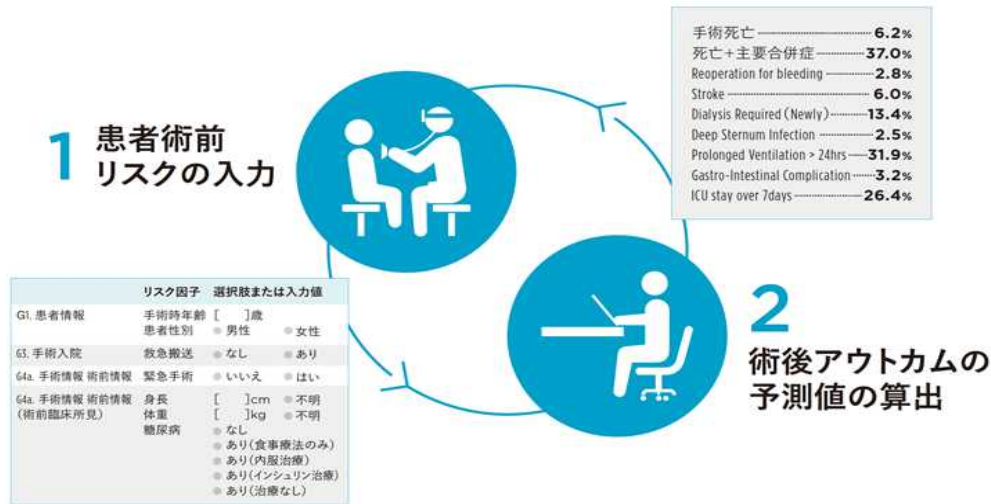 1 患者術前
リスクの入力
手術死亡 6.2%
死亡+主要合併症 37.0%
Reoperation for bleeding 2.8%
Stroke 6.0%
Dialysis Required (Newly) 13.4%
Deep Sternum Infection 2.5%
Prolonged Ventilation > 24hrs 31.9%
Gastro-Intestinal Complication 3.2%
ICU stay over 7days 26.4%
リスク因子 選択肢または入力値
G1. 患者情報 手術時年齢 [ ]歳
患者性別 男性 女性
G3. 手術入院 救急搬送 なし あり
G4a. 手術情報 術前情報 緊急手術 いいえ はい
G4a. 手術情報 術前情報 身長 [ ]cm 不明
(術前臨床所見) 体重 [ ]kg 不明
糖尿病 なし
あり(食事療法のみ)
あり(内服治療)
あり(インシュリン治療)
あり(治療なし)
2
術後アウトカムの
予測値の算出